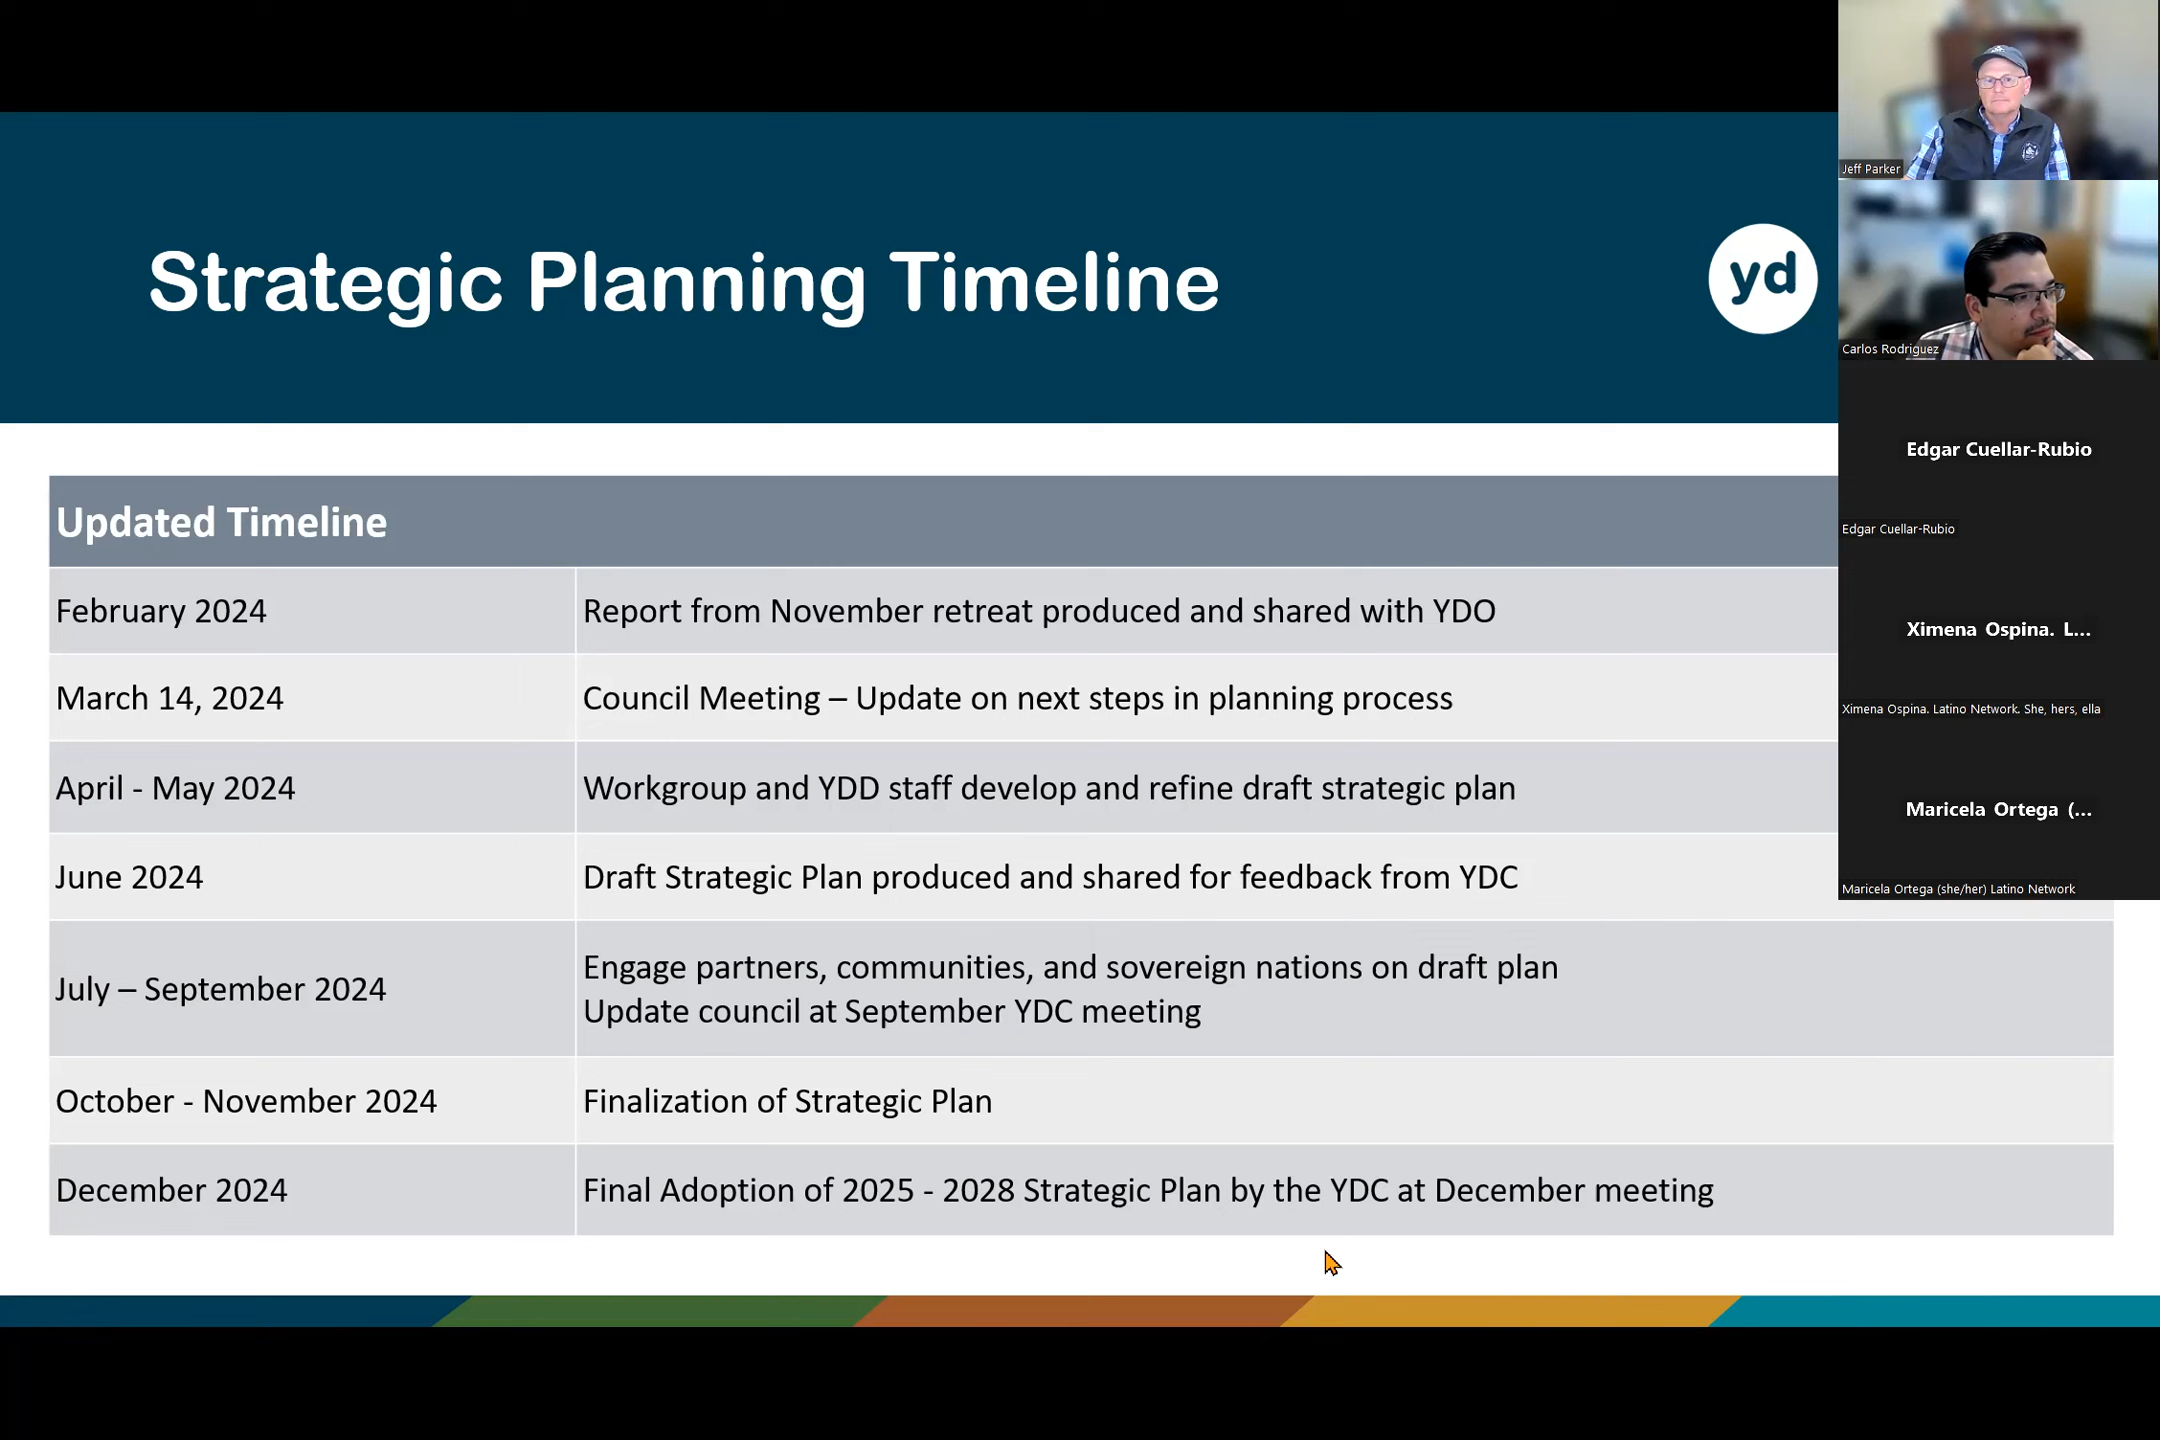 Strategic Planning Timeline
yd
Updated Timeline
February 2024
Report from November retreat produced and shared with YDO
March 14, 2024
Council Meeting – Update on next steps in planning process
April - May 2024
Workgroup and YDD staff develop and refine draft strategic plan
June 2024
Draft Strategic Plan produced and shared for feedback from YDC
July – September 2024
Engage partners, communities, and sovereign nations on draft plan
Update council at September YDC meeting
October - November 2024
Finalization of Strategic Plan
December 2024
Final Adoption of 2025 - 2028 Strategic Plan by the YDC at December meeting
Jeff Parker
Carlos Rodriguez
Edgar Cuellar-Rubio
Edgar Cuellar-Rubio
Ximena Ospina. L...
Ximena Ospina. Latino Network. She, hers, ella
Maricela Ortega (...
Maricela Ortega (she/her) Latino Network